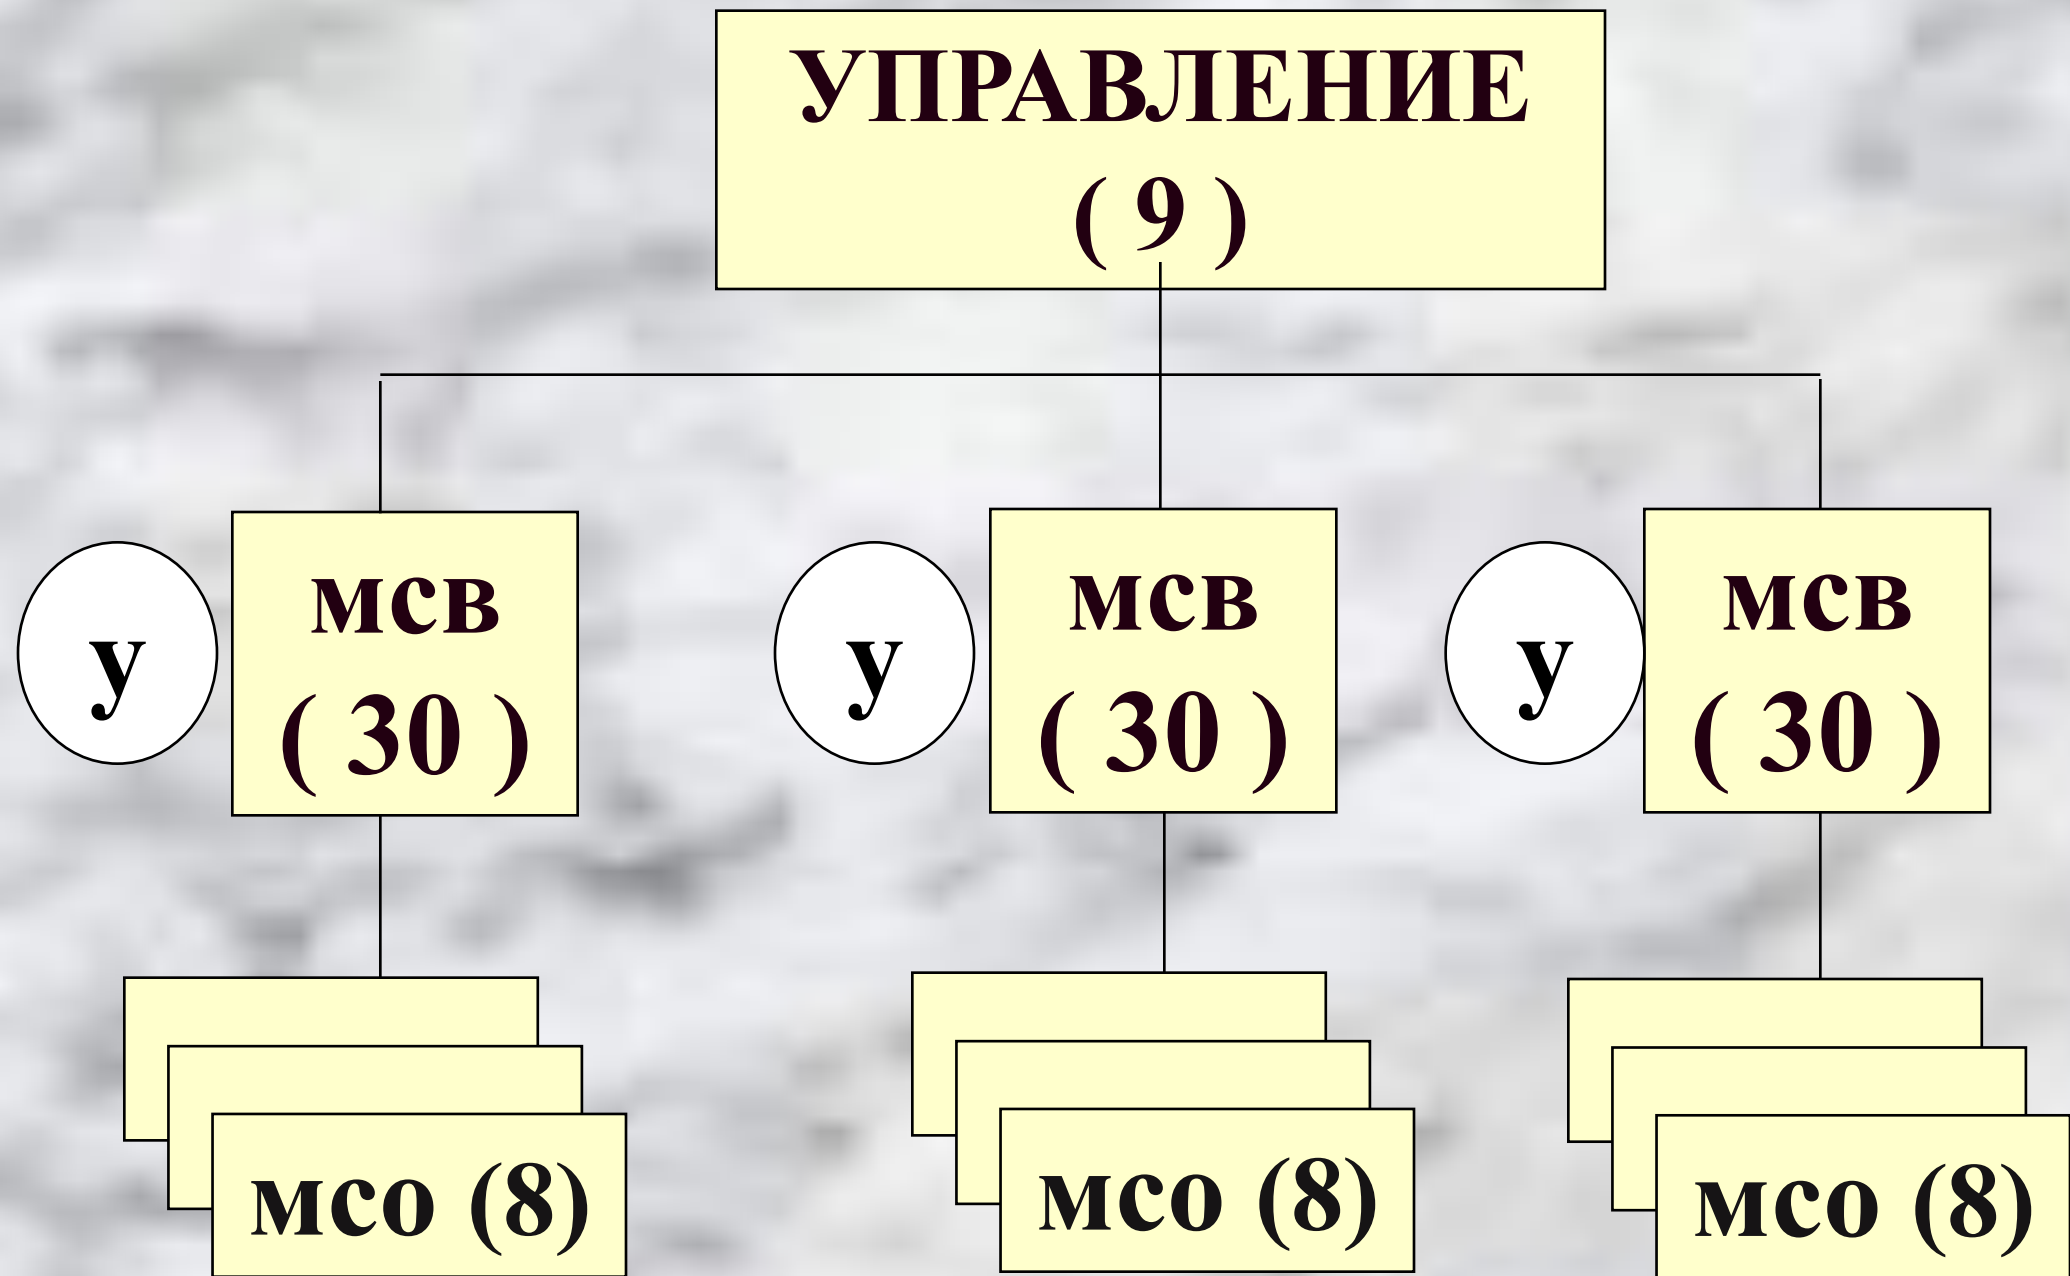 УПРАВЛЕНИЕ
( 9 )
у
мсв
( 30 )
у
мсв
( 30 )
у
мсв
( 30 )
мсо (8)
мсо (8)
мсо (8)